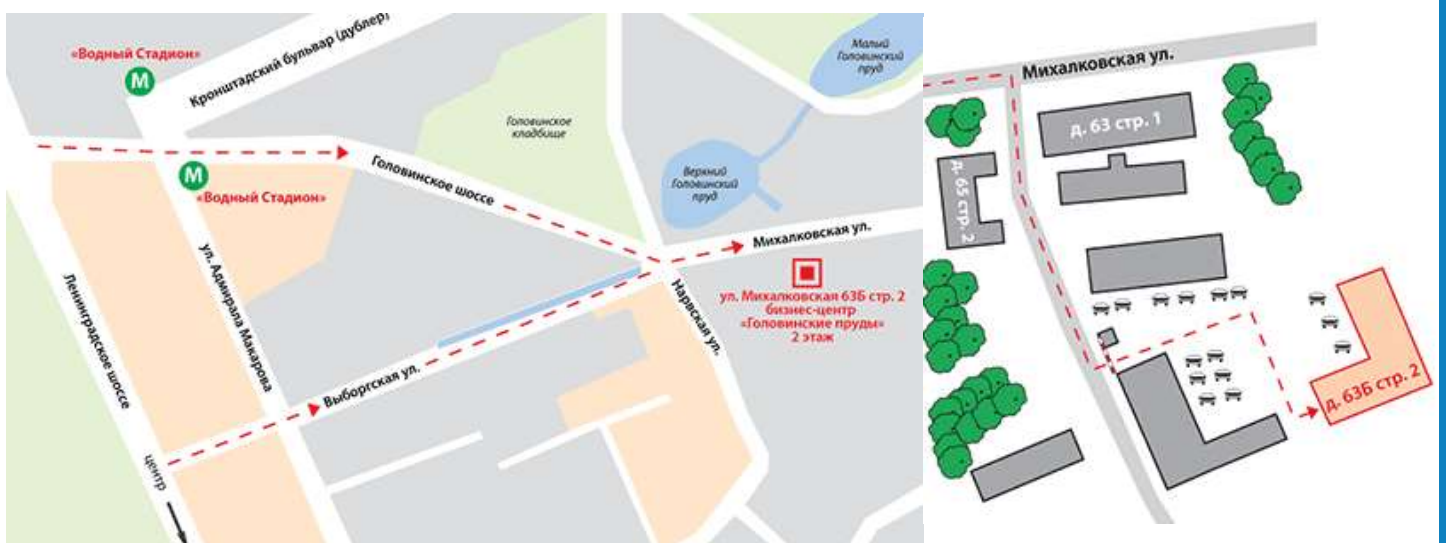 «Водный Стадион»
М
Кронштадский бульвар (дублер)
Малый
Головинский
пруд
Головинское
кладбище
М
«Водный Стадион»
Головинское шоссе
Верхний
Головинский
пруд
Михалковская ул.
ул. Михалковская 63Б стр. 2
бизнес-центр
«Головинские пруды»
2 этаж
Ленинградское шоссе
ул. Адмирала Макарова
Нарвская ул.
Выборгская ул.
центр
Михалковская ул.
д. 63 стр. 1
д. 65 стр. 2
д. 63Б стр. 2